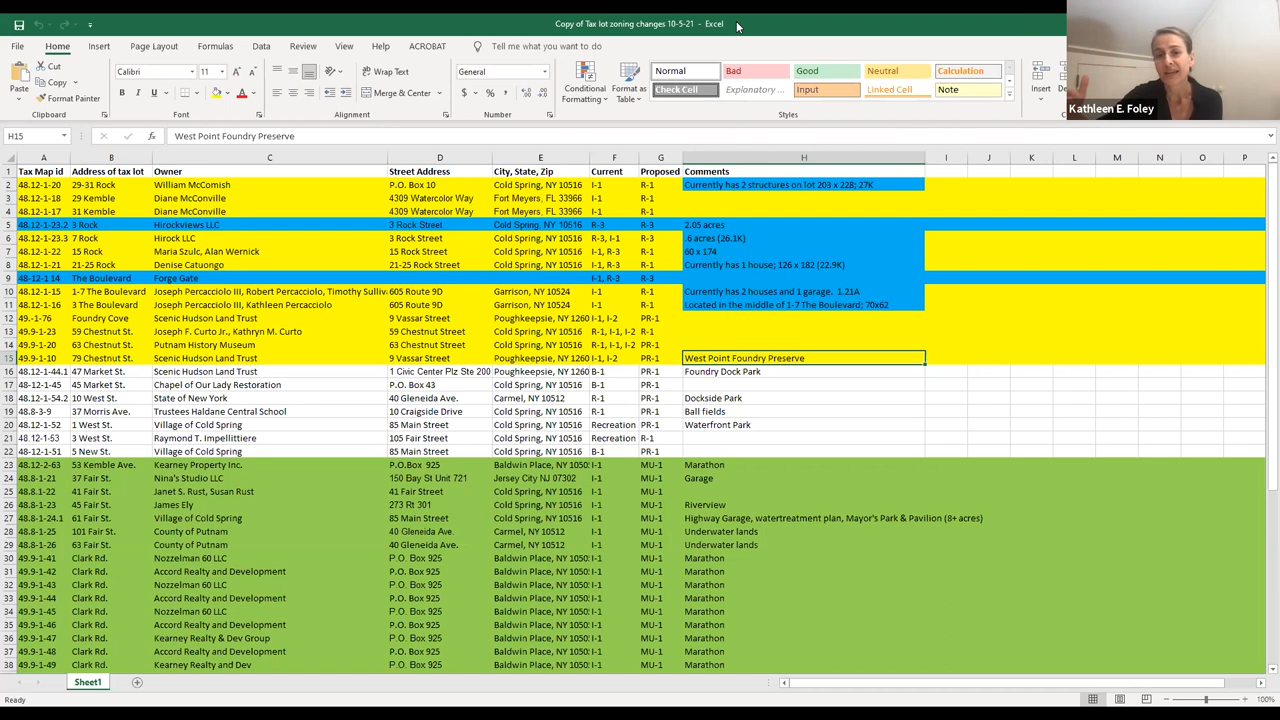 Copy of Tax lot zoning changes 10-5-21 - Excel
File Home Insert Page Layout Formulas Data Review View Help ACROBAT Tell me what you want to do
Cut Calibri 11 Wrap Text General Normal Bad Good Neutral Calculation
Copy Paste Format Painter Merge & Center Conditional Formatting Format as Table Check Cell Explanatory ... Input Linked Cell Note Insert
Clipboard Font Alignment Number Styles
Kathleen E. Foley
H15 fx West Point Foundry Preserve
A B C D E F G H I J K L M N O P
1 Tax Map id Address of tax lot Owner Street Address City, State, Zip Current Proposed Comments
2 48.12-1-20 29-31 Rock William McComish P.O. Box 10 Cold Spring, NY 10516 I-1 R-1 Currently has 2 structures on lot 203 x 228; 27K
3 48.12-1-18 29 Kemble Diane McConville 4309 Watercolor Way Fort Meyers, FL 33966 I-1 R-1
4 48.12-1-17 31 Kemble Diane McConville 4309 Watercolor Way Fort Meyers, FL 33966 I-1 R-1
5 48.12-1-23.2 3 Rock Hirockviews LLC 3 Rock Street Cold Spring, NY 10516 R-3 R-3 2.05 acres
6 48.12-1-23.3 7 Rock Hirock LLC 3 Rock Street Cold Spring, NY 10516 R-3, I-1 R-3 .6 acres (26.1K)
7 48.12-1-22 15 Rock Maria Szulc, Alan Wernick 15 Rock Street Cold Spring, NY 10516 I-1, R-3 R-1 60 x 174
8 48.12-1-21 21-25 Rock Denise Catuongo 21-25 Rock Street Cold Spring, NY 10516 I-1, R-3 R-1 Currently has 1 house; 126 x 182 (22.9K)
9 48-12-1 14 The Boulevard Forge Gate I-1, R-3 R-3
10 48.12-1-15 1-7 The Boulevard Joseph Percacciolo III, Robert Percacciolo, Timothy Sulliv 605 Route 9D Garrison, NY 10524 I-1 R-1 Currently has 2 houses and 1 garage. 1.21A
11 48.12-1-16 3 The Boulevard Joseph Percacciolo III, Kathleen Percacciolo 605 Route 9D Garrison, NY 10524 I-1 R-1 Located in the middle of 1-7 The Boulevard; 70x62
12 49.-1-76 Foundry Cove Scenic Hudson Land Trust 9 Vassar Street Poughkeepsie, NY 1260 I-1, I-2 PR-1
13 49.9-1-23 59 Chestnut St. Joseph F. Curto Jr., Kathryn M. Curto 59 Chestnut Street Cold Spring, NY 10516 R-1, I-1, I-2 R-1
14 49.9-1-20 63 Chestnut St. Putnam History Museum 63 Chestnut Street Cold Spring, NY 10516 R-1, I-2 PR-1
15 49.9-1-10 79 Chestnut St. Scenic Hudson Land Trust 9 Vassar Street Poughkeepsie, NY 1260 I-1, I-2 PR-1 West Point Foundry Preserve
16 48.12-1-44.1 47 Market St. Scenic Hudson Land Trust 1 Civic Center Plz Ste 200 Poughkeepsie, NY 1260 B-1 PR-1 Foundry Dock Park
17 48.12-1-45 45 Market St. Chapel of Our Lady Restoration P.O. Box 43 Cold Spring, NY 10516 B-1 PR-1
18 48.12-1-54.2 10 West St. State of New York 40 Gleneida Ave. Carmel, NY 10512 R-1 PR-1 Dockside Park
19 48.8-3-9 37 Morris Ave. Trustees Haldane Central School 10 Craigside Drive Cold Spring, NY 10516 R-1 PR-1 Ball fields
20 48.12-1-52 1 West St. Village of Cold Spring 85 Main Street Cold Spring, NY 10516 Recreation PR-1 Waterfront Park
21 48.12-1-53 3 West St. Raymond T. Impellittiere 105 Fair Street Cold Spring, NY 10516 Recreation R-1
22 48.12-1-51 5 New St. Village of Cold Spring 85 Main Street Cold Spring, NY 10516 B-1 PR-1
23 48.12-2-63 53 Kemble Ave. Kearney Property Inc. P.O.Box 925 Baldwin Place, NY 1050 I-1 MU-1 Marathon
24 48.8-1-21 37 Fair St. Nina's Studio LLC 150 Bay St Unit 721 Jersey City NJ 07302 I-1 MU-1 Garage
25 48.8.1-22 41 Fair St. Janet S. Rust, Susan Rust 41 Fair Street Cold Spring, NY 10516 I-1 MU-1
26 48.8-1-23 45 Fair St. James Ely 273 Rt 301 Cold Spring, NY 10516 I-1 MU-1 Riverview
27 48.8-1-24.1 61 Fair St. Village of Cold Spring 85 Main Street Cold Spring, NY 10516 I-1 MU-1 Highway Garage, watertreatment plan, Mayor's Park & Pavilion (8+ acres)
28 48.8-1-25 101 Fair St. County of Putnam 40 Gleneida Ave. Carmel, NY 10512 I-1 MU-1 Underwater lands
29 48.8-1-26 63 Fair St. County of Putnam 40 Gleneida Ave. Carmel, NY 10512 I-1 MU-1 Underwater lands
30 49.9-1-41 Clark Rd. Nozzelman 60 LLC P.O. Box 925 Baldwin Place, NY 1050 I-1 MU-1 Marathon
31 49.9-1-42 Clark Rd. Accord Realty and Development P.O. Box 925 Baldwin Place, NY 1050 I-1 MU-1 Marathon
32 49.9-1-43 Clark Rd. Nozzelman 60 LLC P.O. Box 925 Baldwin Place, NY 1050 I-1 MU-1 Marathon
33 49.9-1-44 Clark Rd. Accord Realty and Development P.O. Box 925 Baldwin Place, NY 1050 I-1 MU-1 Marathon
34 49.9-1-45 Clark Rd. Nozzelman 60 LLC P.O. Box 925 Baldwin Place, NY 1050 I-1 MU-1 Marathon
35 49.9-1-46 Clark Rd. Accord Realty and Development P.O. Box 925 Baldwin Place, NY 1050 I-1 MU-1 Marathon
36 49.9-1-47 Clark Rd. Kearney Realty & Dev Group P.O. Box 925 Baldwin Place, NY 1050 I-1 MU-1 Marathon
37 49.9-1-48 Clark Rd. Accord Realty and Development P.O. Box 925 Baldwin Place, NY 1050 I-1 MU-1 Marathon
38 49.9-1-49 Clark Rd. Kearney Realty and Dev P.O. Box 925 Baldwin Place, NY 1050 I-1 MU-1 Marathon
Sheet1
Ready 100%